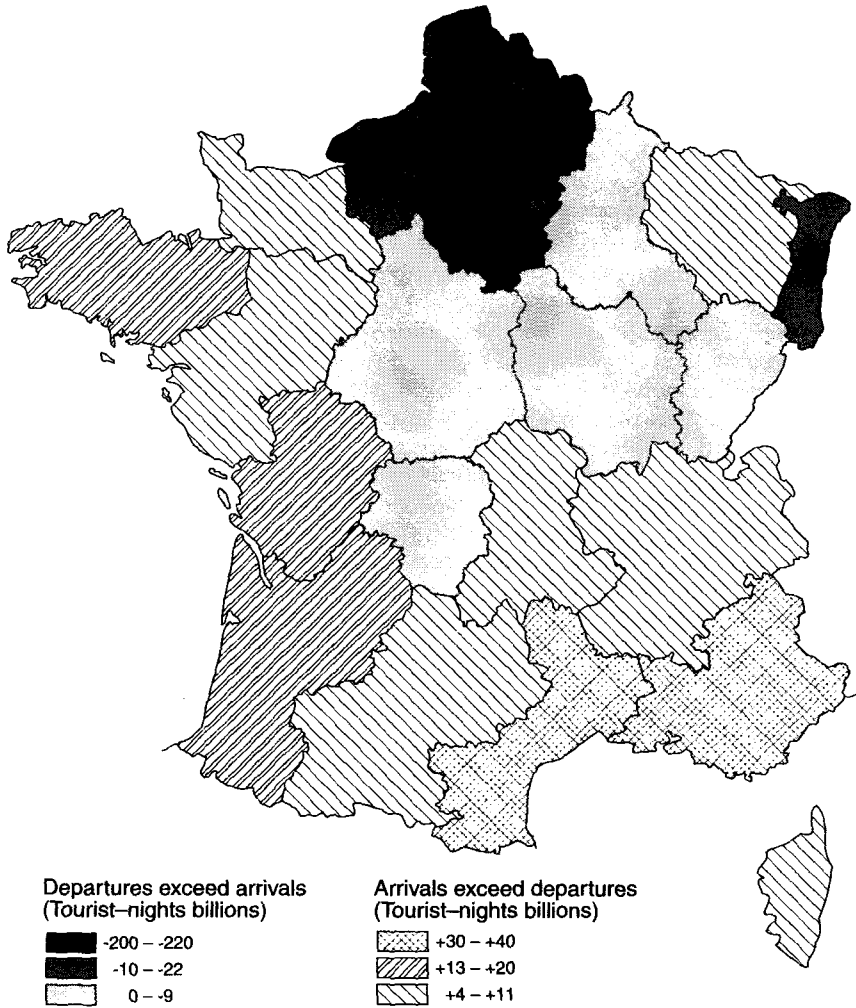 Departures exceed arrivals
(Tourist–nights billions)
-200 – -220
-10 – -22
0 – -9
Arrivals exceed departures
(Tourist–nights billions)
+30 – +40
+13 – +20
+4 – +11